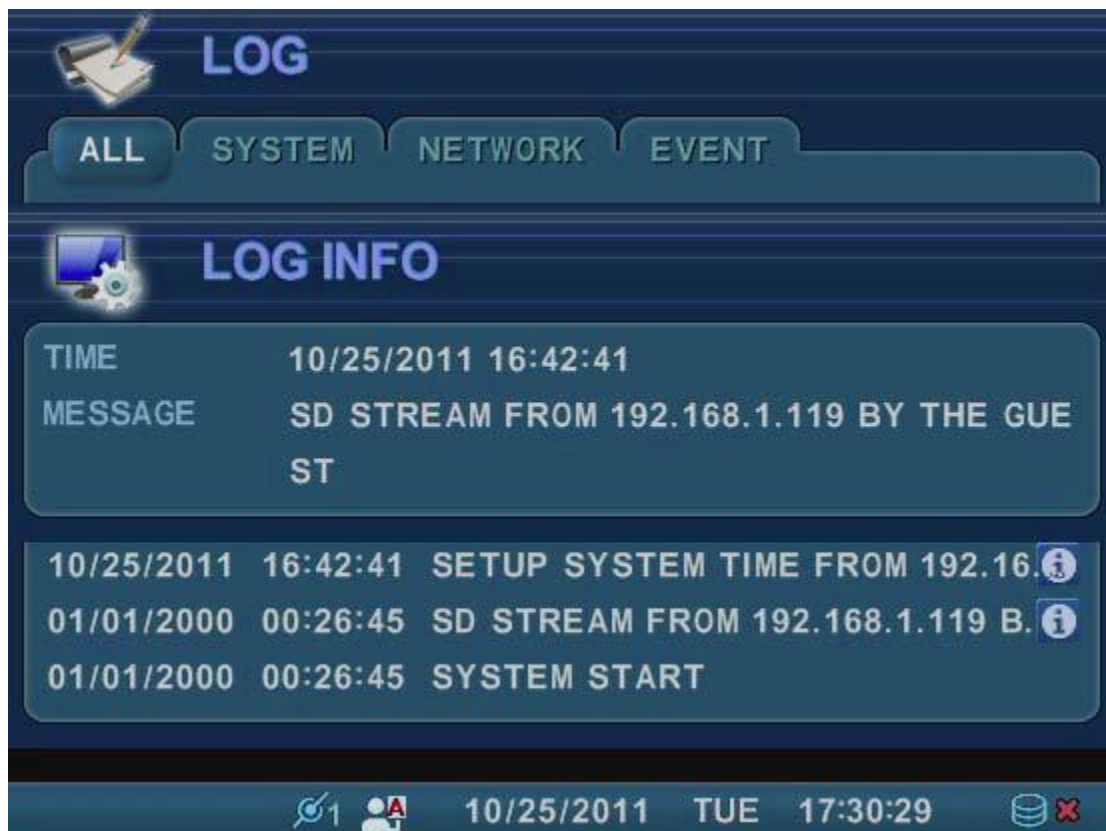 LOG
ALL SYSTEM NETWORK EVENT
LOG INFO
TIME 10/25/2011 16:42:41
MESSAGE SD STREAM FROM 192.168.1.119 BY THE GUE
ST
10/25/2011 16:42:41 SETUP SYSTEM TIME FROM 192.16.
01/01/2000 00:26:45 SD STREAM FROM 192.168.1.119 B.
01/01/2000 00:26:45 SYSTEM START
1 A 10/25/2011 TUE 17:30:29